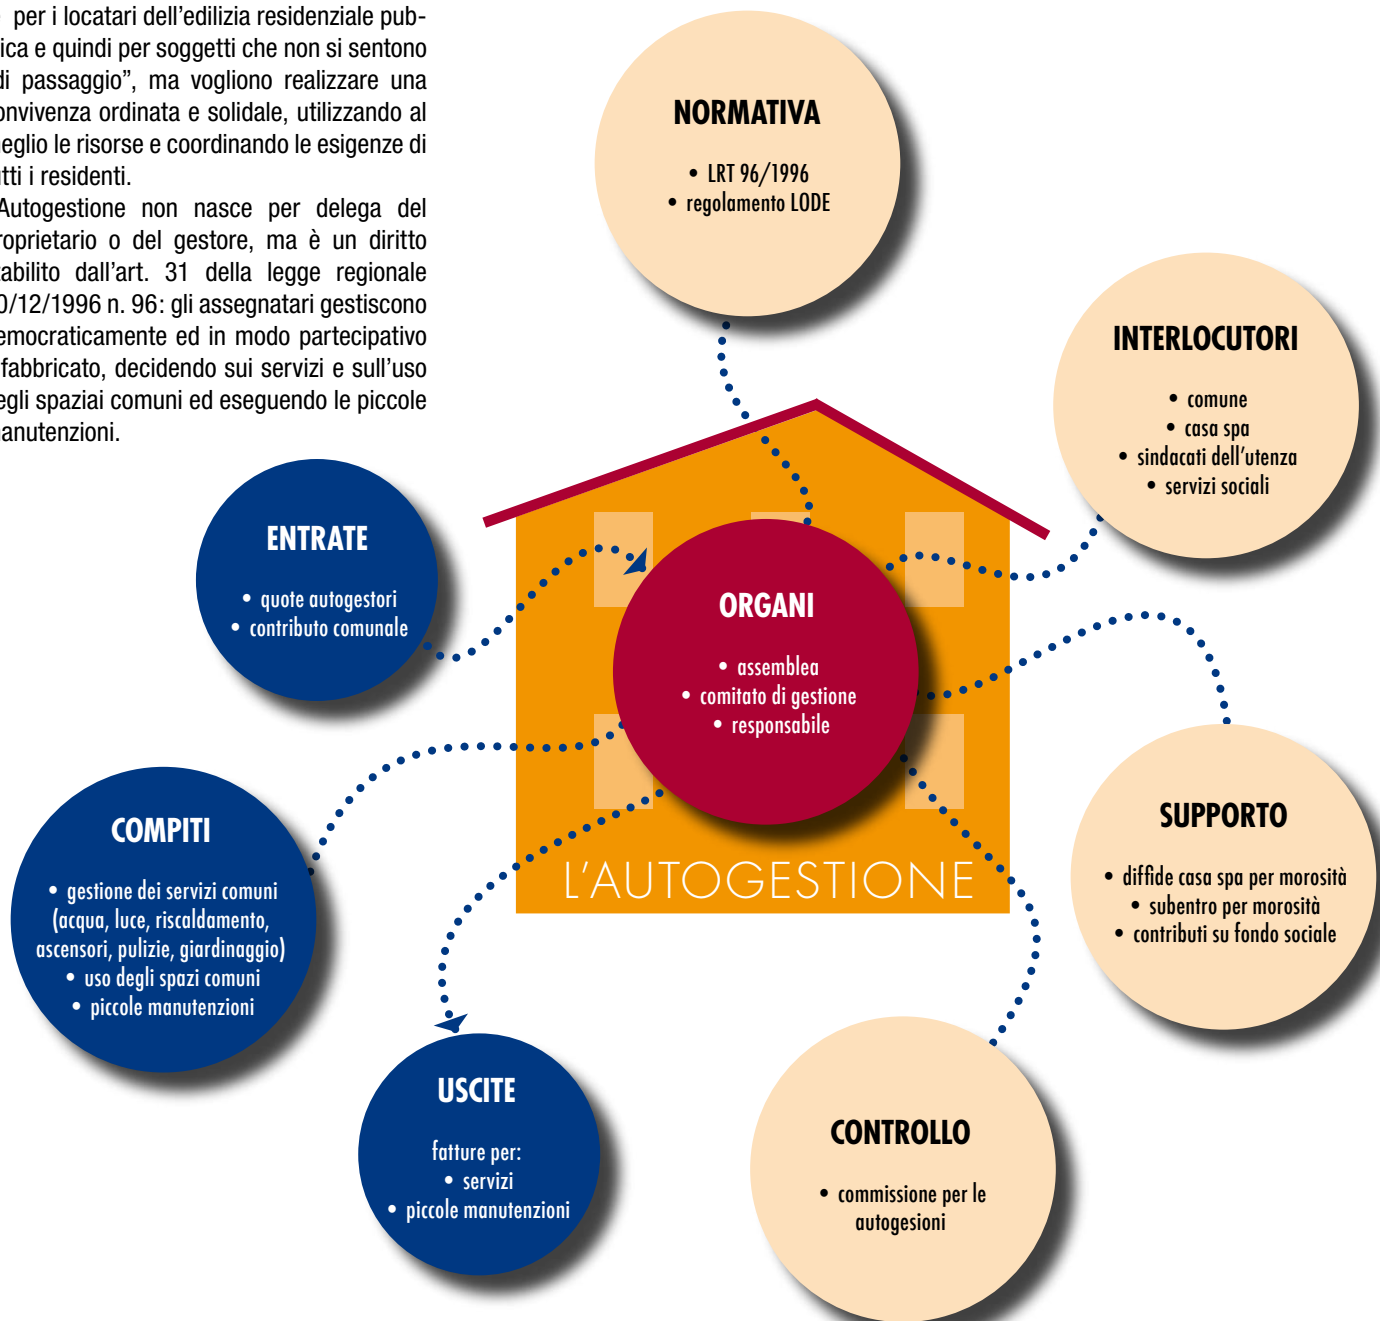 per i locatari dell'edilizia residenziale pub-
ica e quindi per soggetti che non si sentono
di passaggio", ma vogliono realizzare una
onvivenza ordinata e solidale, utilizzando al
eglio le risorse e coordinando le esigenze di
tti i residenti.
Autogestione non nasce per delega del
roprietario o del gestore, ma è un diritto
tabilito dall'art. 31 della legge regionale
0/12/1996 n. 96: gli assegnatari gestiscono
emocraticamente ed in modo partecipativo
fabbricato, decidendo sui servizi e sull'uso
egli spaziai comuni ed eseguendo le piccole
anutenzioni.
NORMATIVA
• LRT 96/1996
• regolamento LODE
INTERLOCUTORI
• comune
• casa spa
• sindacati dell'utenza
• servizi sociali
ENTRATE
• quote autogestori
• contributo comunale
ORGANI
• assemblea
• comitato di gestione
• responsabile
COMPITI
• gestione dei servizi comuni
(acqua, luce, riscaldamento,
ascensori, pulizie, giardinaggio)
• uso degli spazi comuni
• piccole manutenzioni
L'AUTOGESTIONE
SUPPORTO
• diffide casa spa per morosità
• subentro per morosità
• contributi su fondo sociale
USCITE
fatture per:
• servizi
• piccole manutenzioni
CONTROLLO
• commissione per le
autogesioni